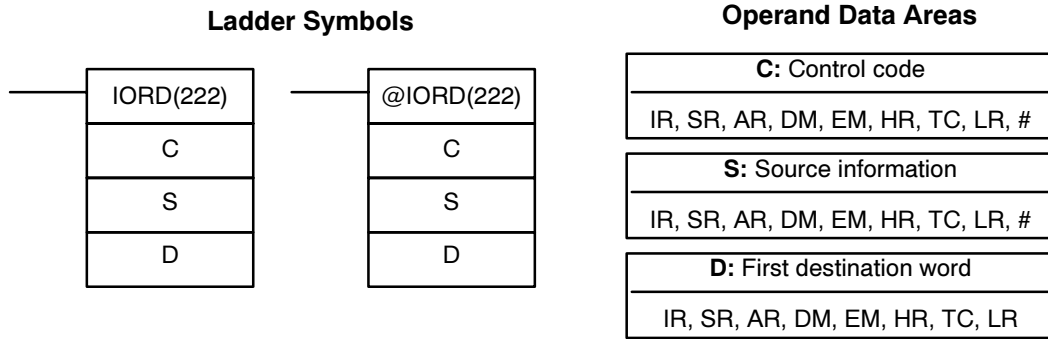 Ladder Symbols
IORD(222)
C
S
D
@IORD(222)
C
S
D
Operand Data Areas
C: Control code
IR, SR, AR, DM, EM, HR, TC, LR, #
S: Source information
IR, SR, AR, DM, EM, HR, TC, LR, #
D: First destination word
IR, SR, AR, DM, EM, HR, TC, LR